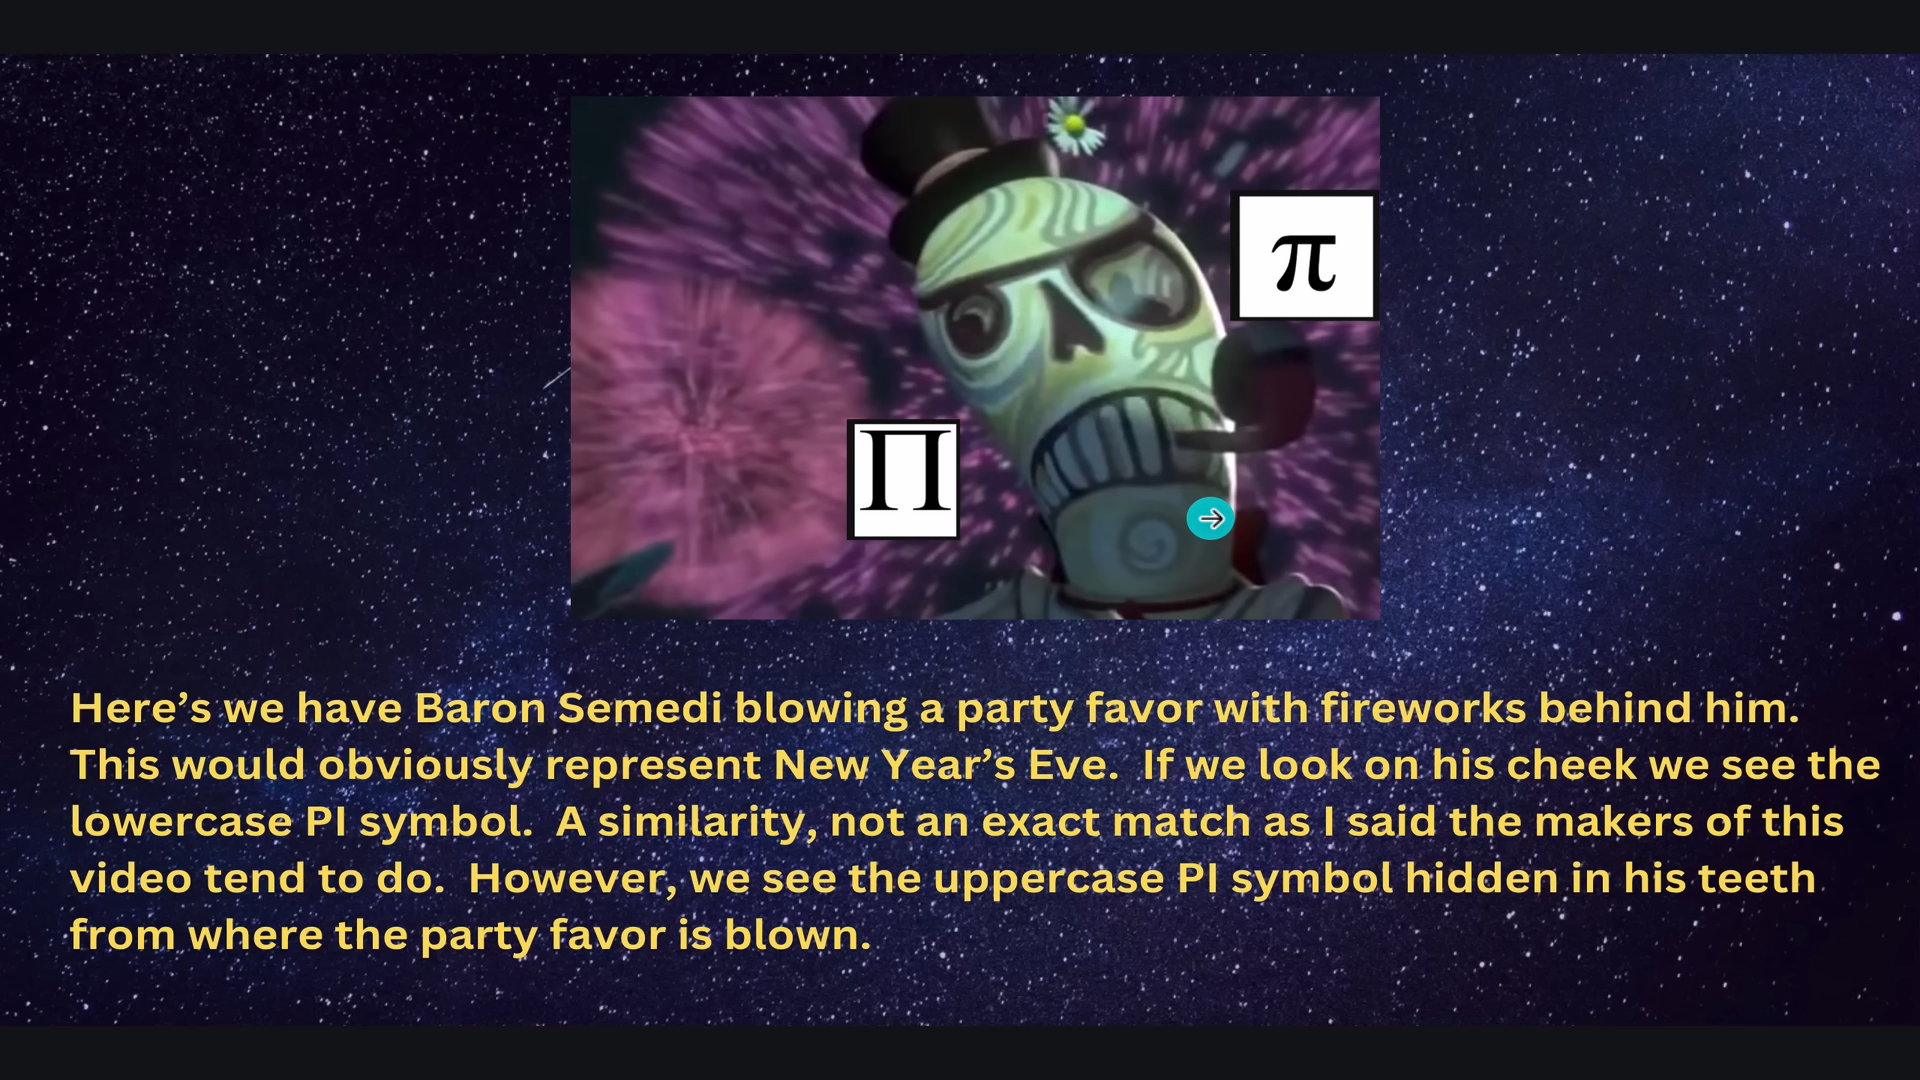 π
Π
Here’s we have Baron Semedi blowing a party favor with fireworks behind him.
This would obviously represent New Year’s Eve.  If we look on his cheek we see the
lowercase PI symbol.  A similarity, not an exact match as I said the makers of this
video tend to do.  However, we see the uppercase PI symbol hidden in his teeth
from where the party favor is blown.